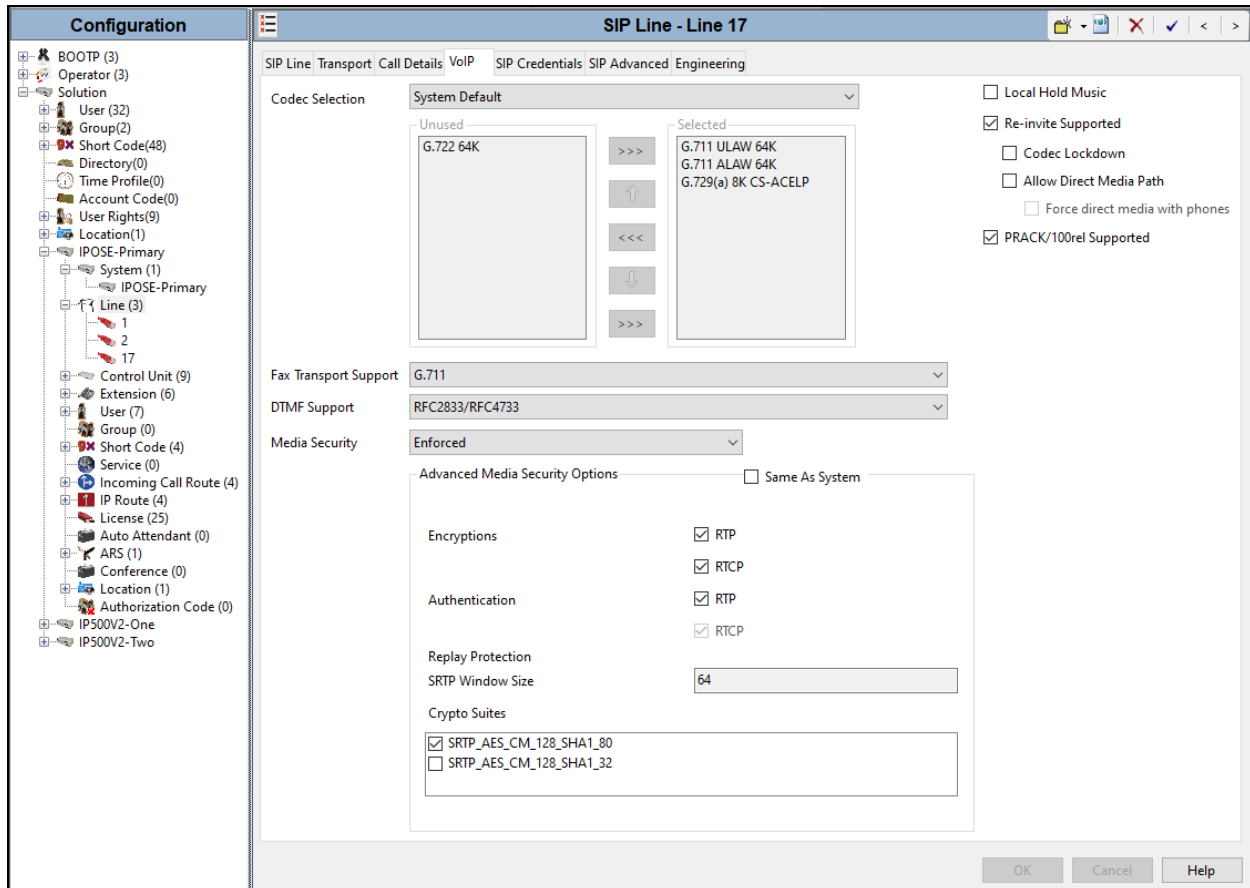 Configuration
BOOTP (3)
Operator (3)
Solution
User (32)
Group(2)
Short Code(48)
Directory(0)
Time Profile(0)
Account Code(0)
User Rights(9)
Location(1)
IPOSE-Primary
System (1)
IPOSE-Primary
Line (3)
1
2
17
Control Unit (9)
Extension (6)
User (7)
Group (0)
Short Code (4)
Service (0)
Incoming Call Route (4)
IP Route (4)
License (25)
Auto Attendant (0)
ARS (1)
Conference (0)
Location (1)
Authorization Code (0)
IP500V2-One
IP500V2-Two
SIP Line - Line 17
SIP Line Transport Call Details VoIP SIP Credentials SIP Advanced Engineering
Codec Selection System Default
Unused
G.722 64K
>>>
<<<
>>>
Selected
G.711 ULAW 64K
G.711 ALAW 64K
G.729(a) 8K CS-ACELP
Local Hold Music
Re-invite Supported
Codec Lockdown
Allow Direct Media Path
Force direct media with phones
PRACK/100rel Supported
Fax Transport Support G.711
DTMF Support RFC2833/RFC4733
Media Security Enforced
Advanced Media Security Options Same As System
Encryptions RTP
RTCP
Authentication RTP
RTCP
Replay Protection
SRTP Window Size 64
Crypto Suites
SRTP_AES_CM_128_SHA1_80
SRTP_AES_CM_128_SHA1_32
OK Cancel Help